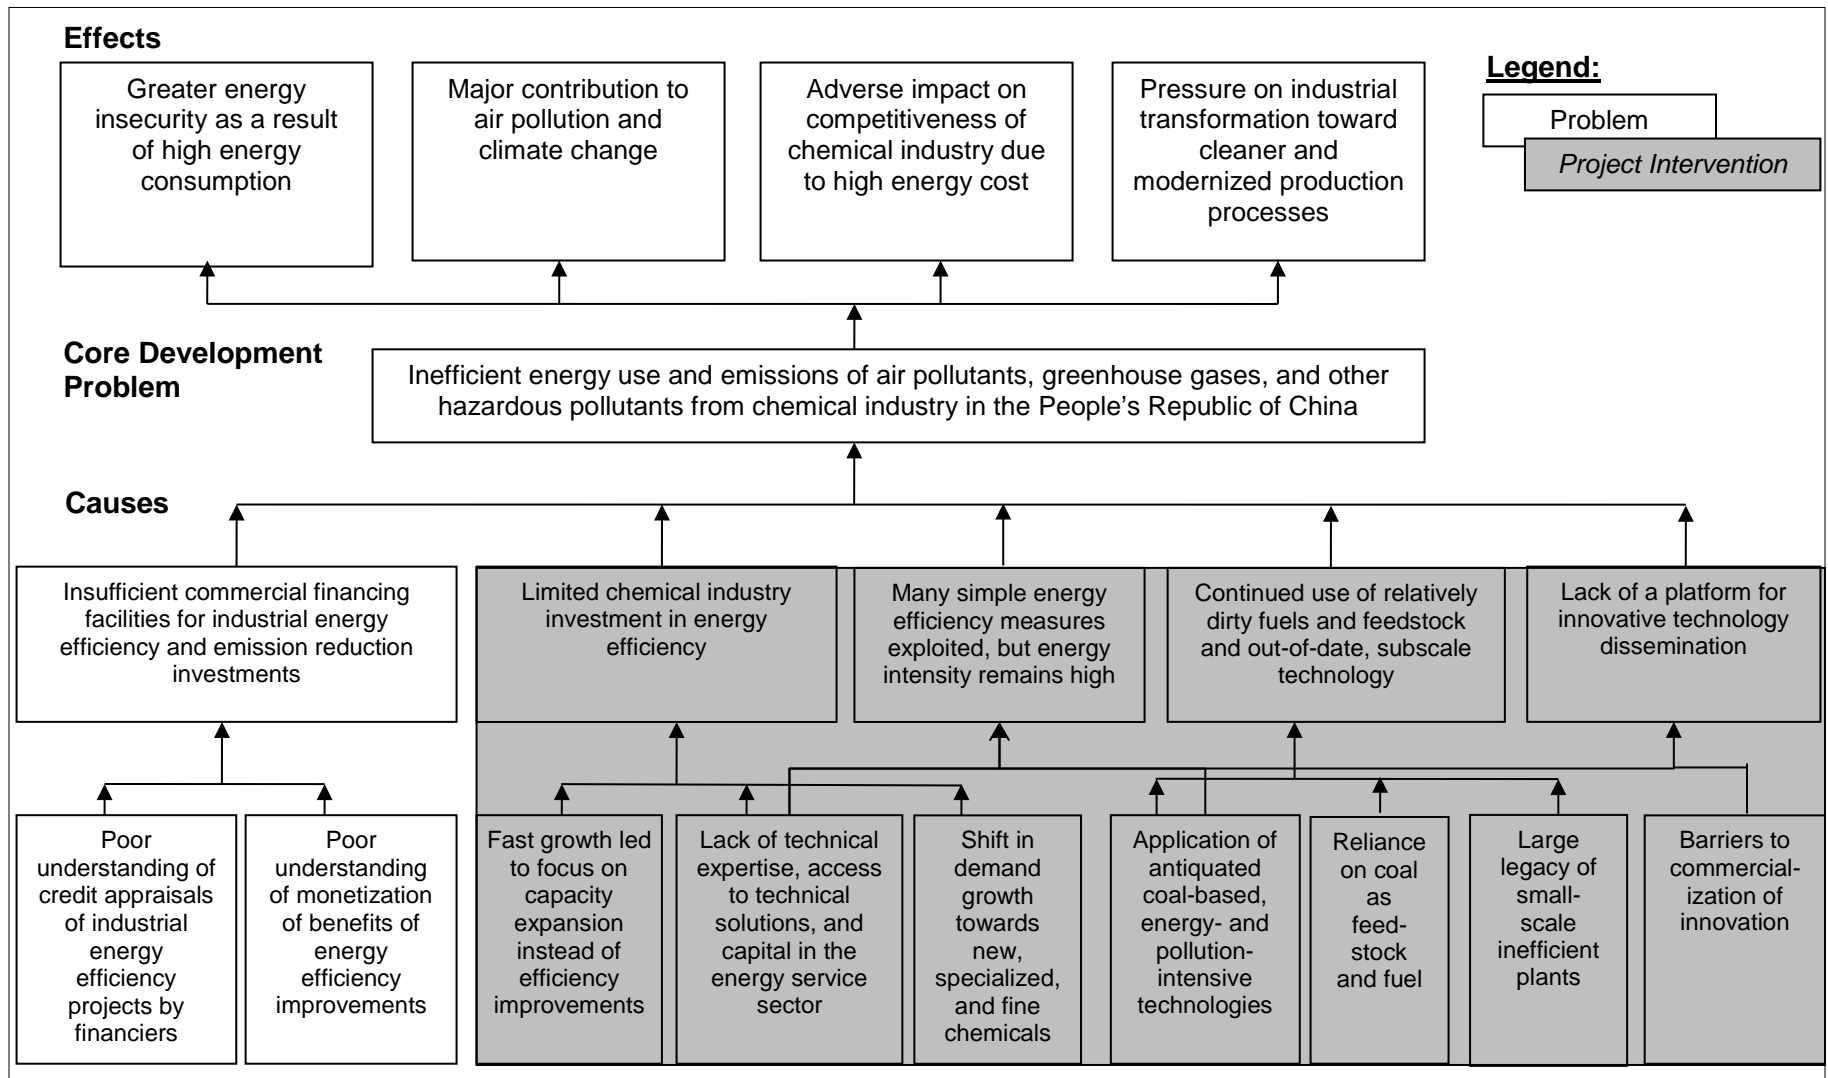 Effects
Greater energy
insecurity as a result
of high energy
consumption
Major contribution to
air pollution and
climate change
Adverse impact on
competitiveness of
chemical industry due
to high energy cost
Pressure on industrial
transformation toward
cleaner and
modernized production
processes
Legend:
Problem
Project Intervention
Core Development
Problem
Inefficient energy use and emissions of air pollutants, greenhouse gases, and other
hazardous pollutants from chemical industry in the People’s Republic of China
Causes
Insufficient commercial financing
facilities for industrial energy
efficiency and emission reduction
investments
Limited chemical industry
investment in energy
efficiency
Many simple energy
efficiency measures
exploited, but energy
intensity remains high
Continued use of relatively
dirty fuels and feedstock
and out-of-date, subscale
technology
Lack of a platform for
innovative technology
dissemination
Poor
understanding of
credit appraisals
of industrial
energy
efficiency
projects by
financiers
Poor
understanding
of monetization
of benefits of
energy
efficiency
improvements
Fast growth led
to focus on
capacity
expansion
instead of
efficiency
improvements
Lack of technical
expertise, access
to technical
solutions, and
capital in the
energy service
sector
Shift in
demand
growth
towards
new,
specialized,
and fine
chemicals
Application of
antiquated
coal-based,
energy- and
pollution-
intensive
technologies
Reliance
on coal
as
feed-
stock
and fuel
Large
legacy of
small-
scale
inefficient
plants
Barriers to
commercial-
ization of
innovation